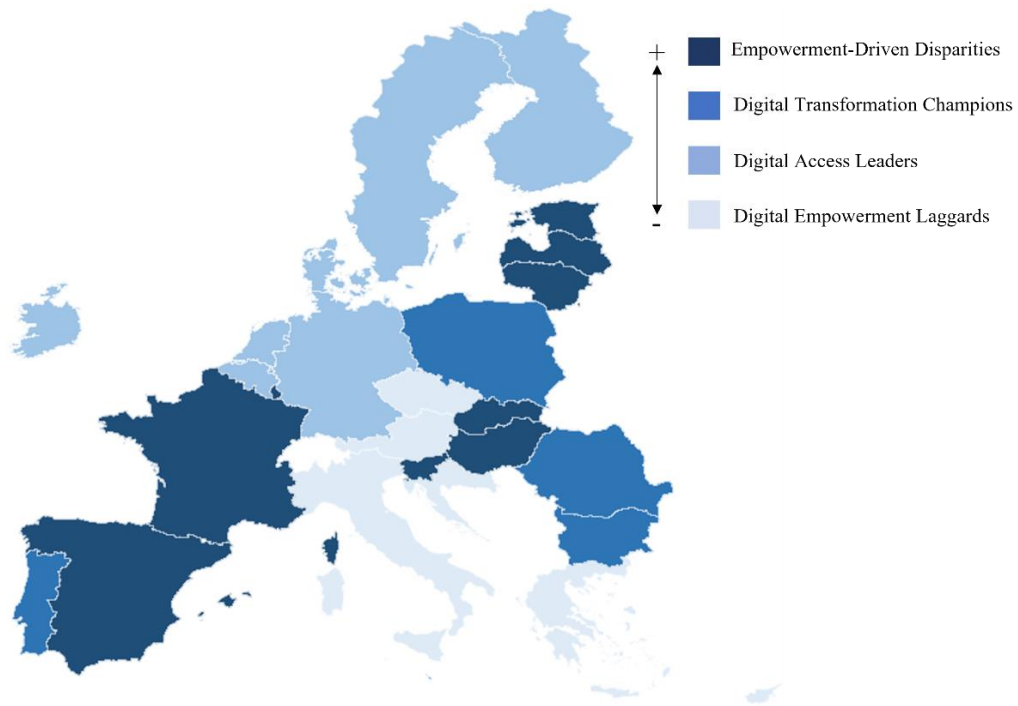 +
Empowerment-Driven Disparities
Digital Transformation Champions
Digital Access Leaders
Digital Empowerment Laggards
-